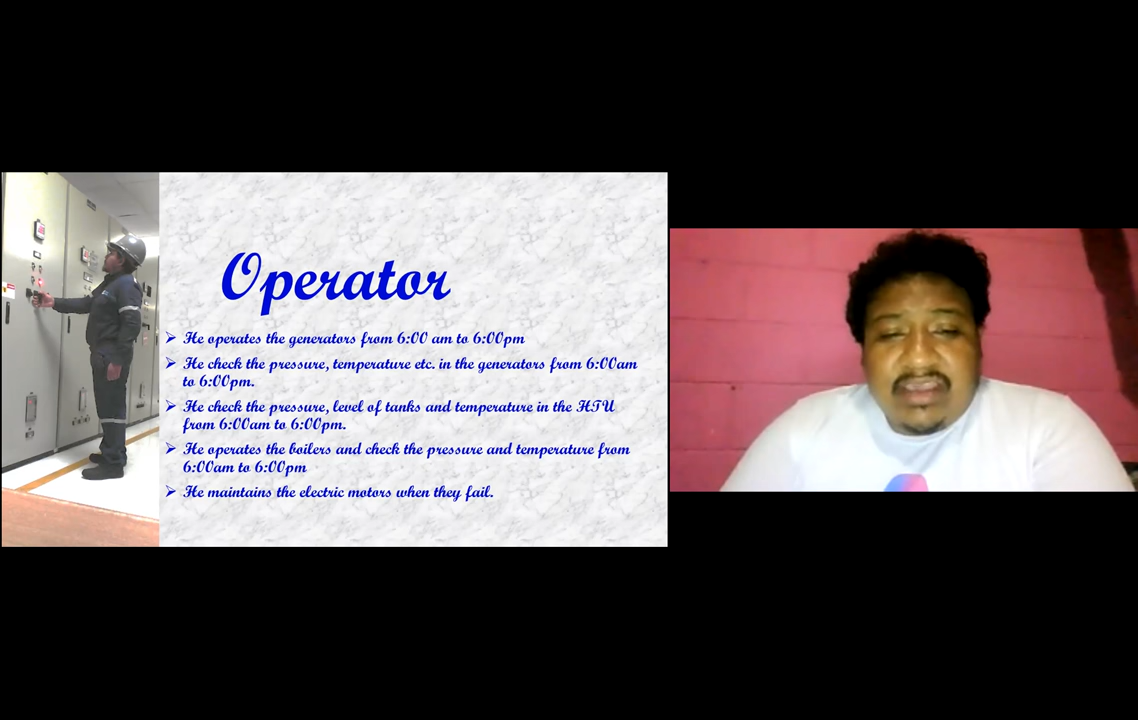 Operator
➢ He operates the generators from 6:00 am to 6:00pm
➢ He check the pressure, temperature etc. in the generators from 6:00am
to 6:00pm.
➢ He check the pressure, level of tanks and temperature in the HTU
from 6:00am to 6:00pm.
➢ He operates the boilers and check the pressure and temperature from
6:00am to 6:00pm
➢ He maintains the electric motors when they fail.